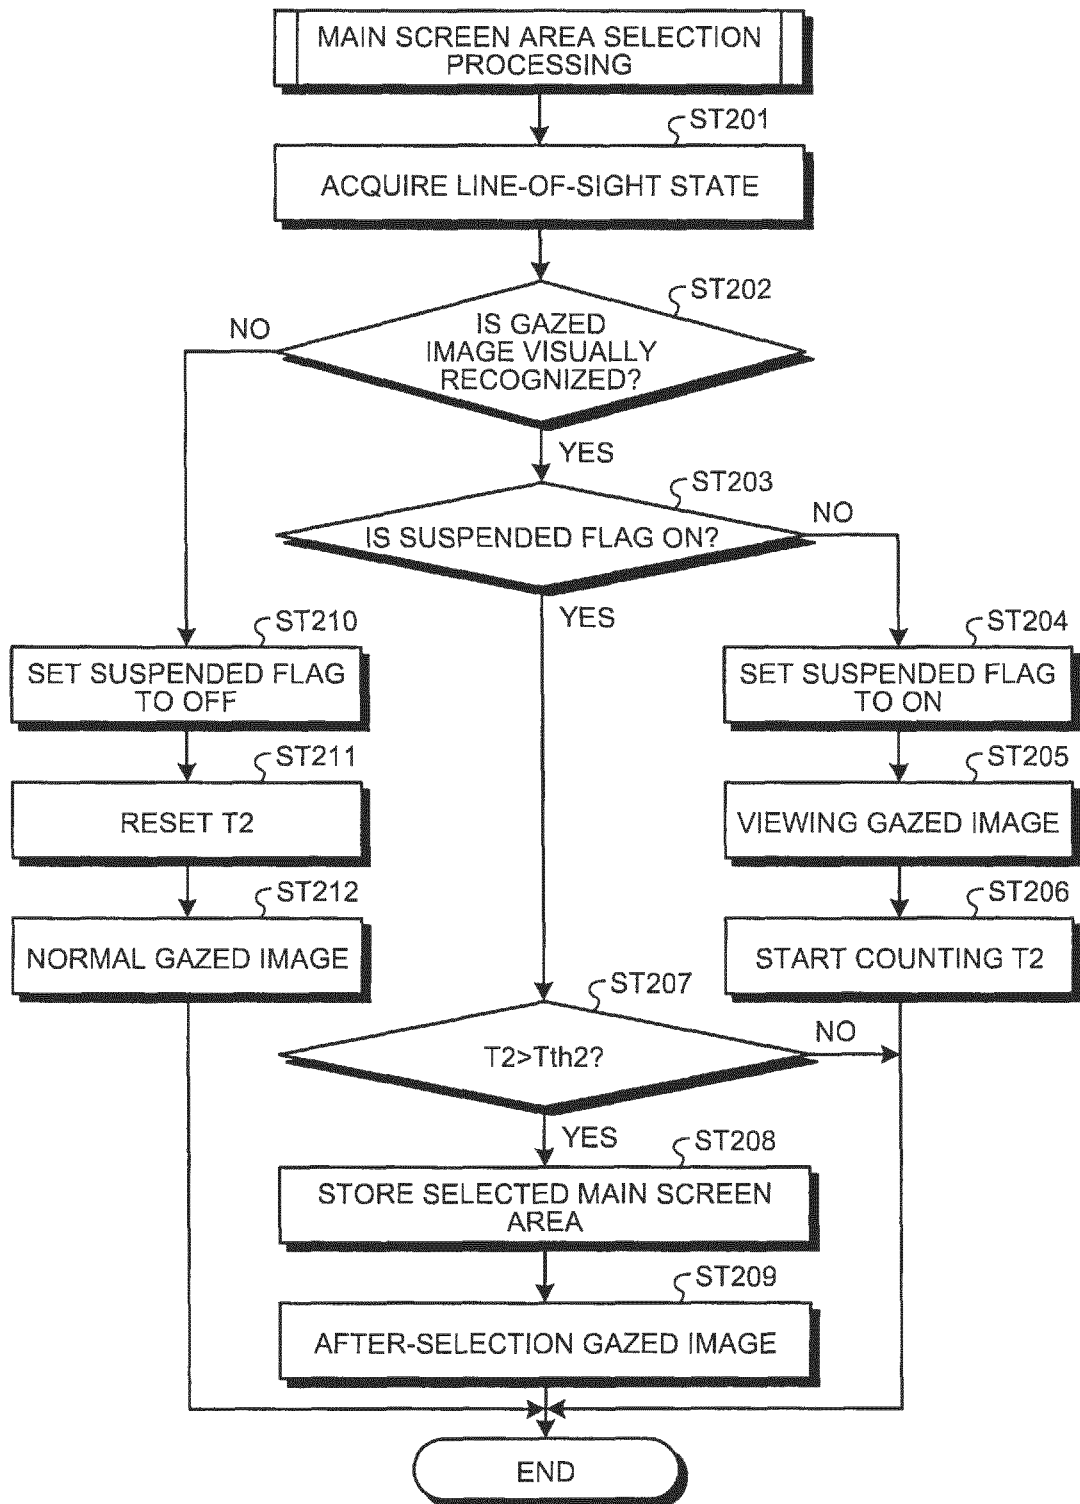 MAIN SCREEN AREA SELECTION
PROCESSING
ST201
ACQUIRE LINE-OF-SIGHT STATE
ST202
IS GAZED
IMAGE VISUALLY
RECOGNIZED?
NO
YES
ST203
IS SUSPENDED FLAG ON?
NO
YES
ST210
SET SUSPENDED FLAG
TO OFF
ST204
SET SUSPENDED FLAG
TO ON
ST211
RESET T2
ST205
VIEWING GAZED IMAGE
ST212
NORMAL GAZED IMAGE
ST206
START COUNTING T2
ST207
T2>Tth2?
NO
YES
ST208
STORE SELECTED MAIN SCREEN
AREA
ST209
AFTER-SELECTION GAZED IMAGE
END